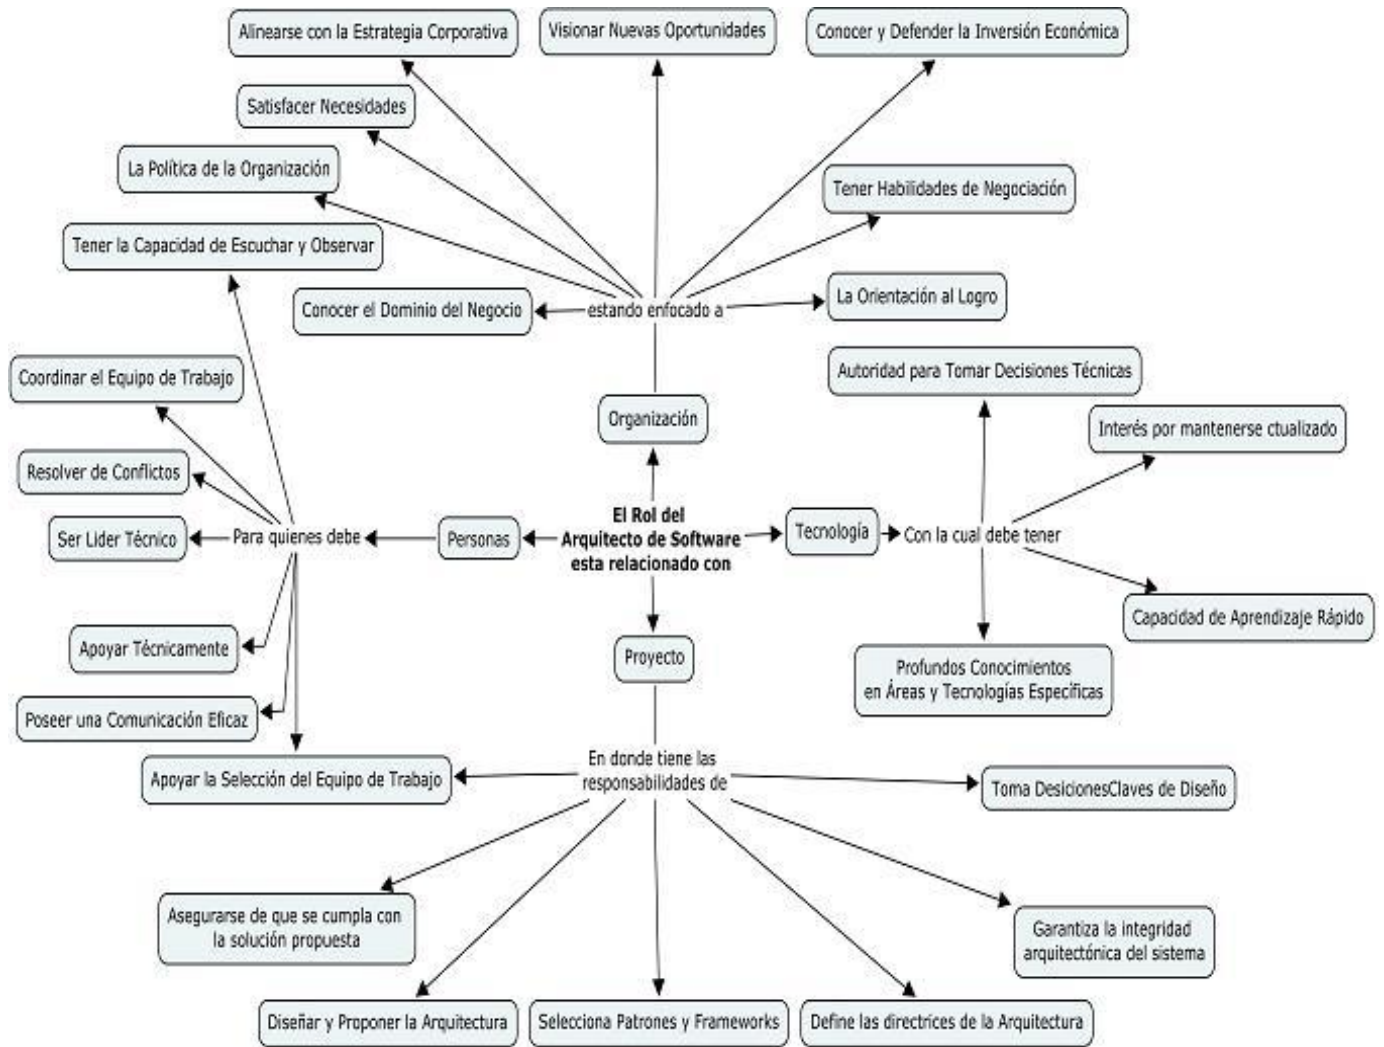 Alinearse con la Estrategia Corporativa
Visionar Nuevas Oportunidades
Conocer y Defender la Inversión Económica
Satisfacer Necesidades
La Política de la Organización
Tener Habilidades de Negociación
Tener la Capacidad de Escuchar y Observar
Conocer el Dominio del Negocio
estando enfocado a
La Orientación al Logro
Coordinar el Equipo de Trabajo
Autoridad para Tomar Decisiones Técnicas
Organización
Interés por mantenerse ctualizado
Resolver de Conflictos
Ser Lider Técnico
Para quienes debe
Personas
El Rol del
Arquitecto de Software
esta relacionado con
Tecnología
Con la cual debe tener
Capacidad de Aprendizaje Rápido
Apoyar Técnicamente
Proyecto
Profundos Conocimientos
en Áreas y Tecnologías Específicas
Poseer una Comunicación Eficaz
Apoyar la Selección del Equipo de Trabajo
En donde tiene las
responsabilidades de
Toma DesicionesClaves de Diseño
Asegurarse de que se cumpla con
la solución propuesta
Garantiza la integridad
arquitectónica del sistema
Diseñar y Proponer la Arquitectura
Selecciona Patrones y Frameworks
Define las directrices de la Arquitectura